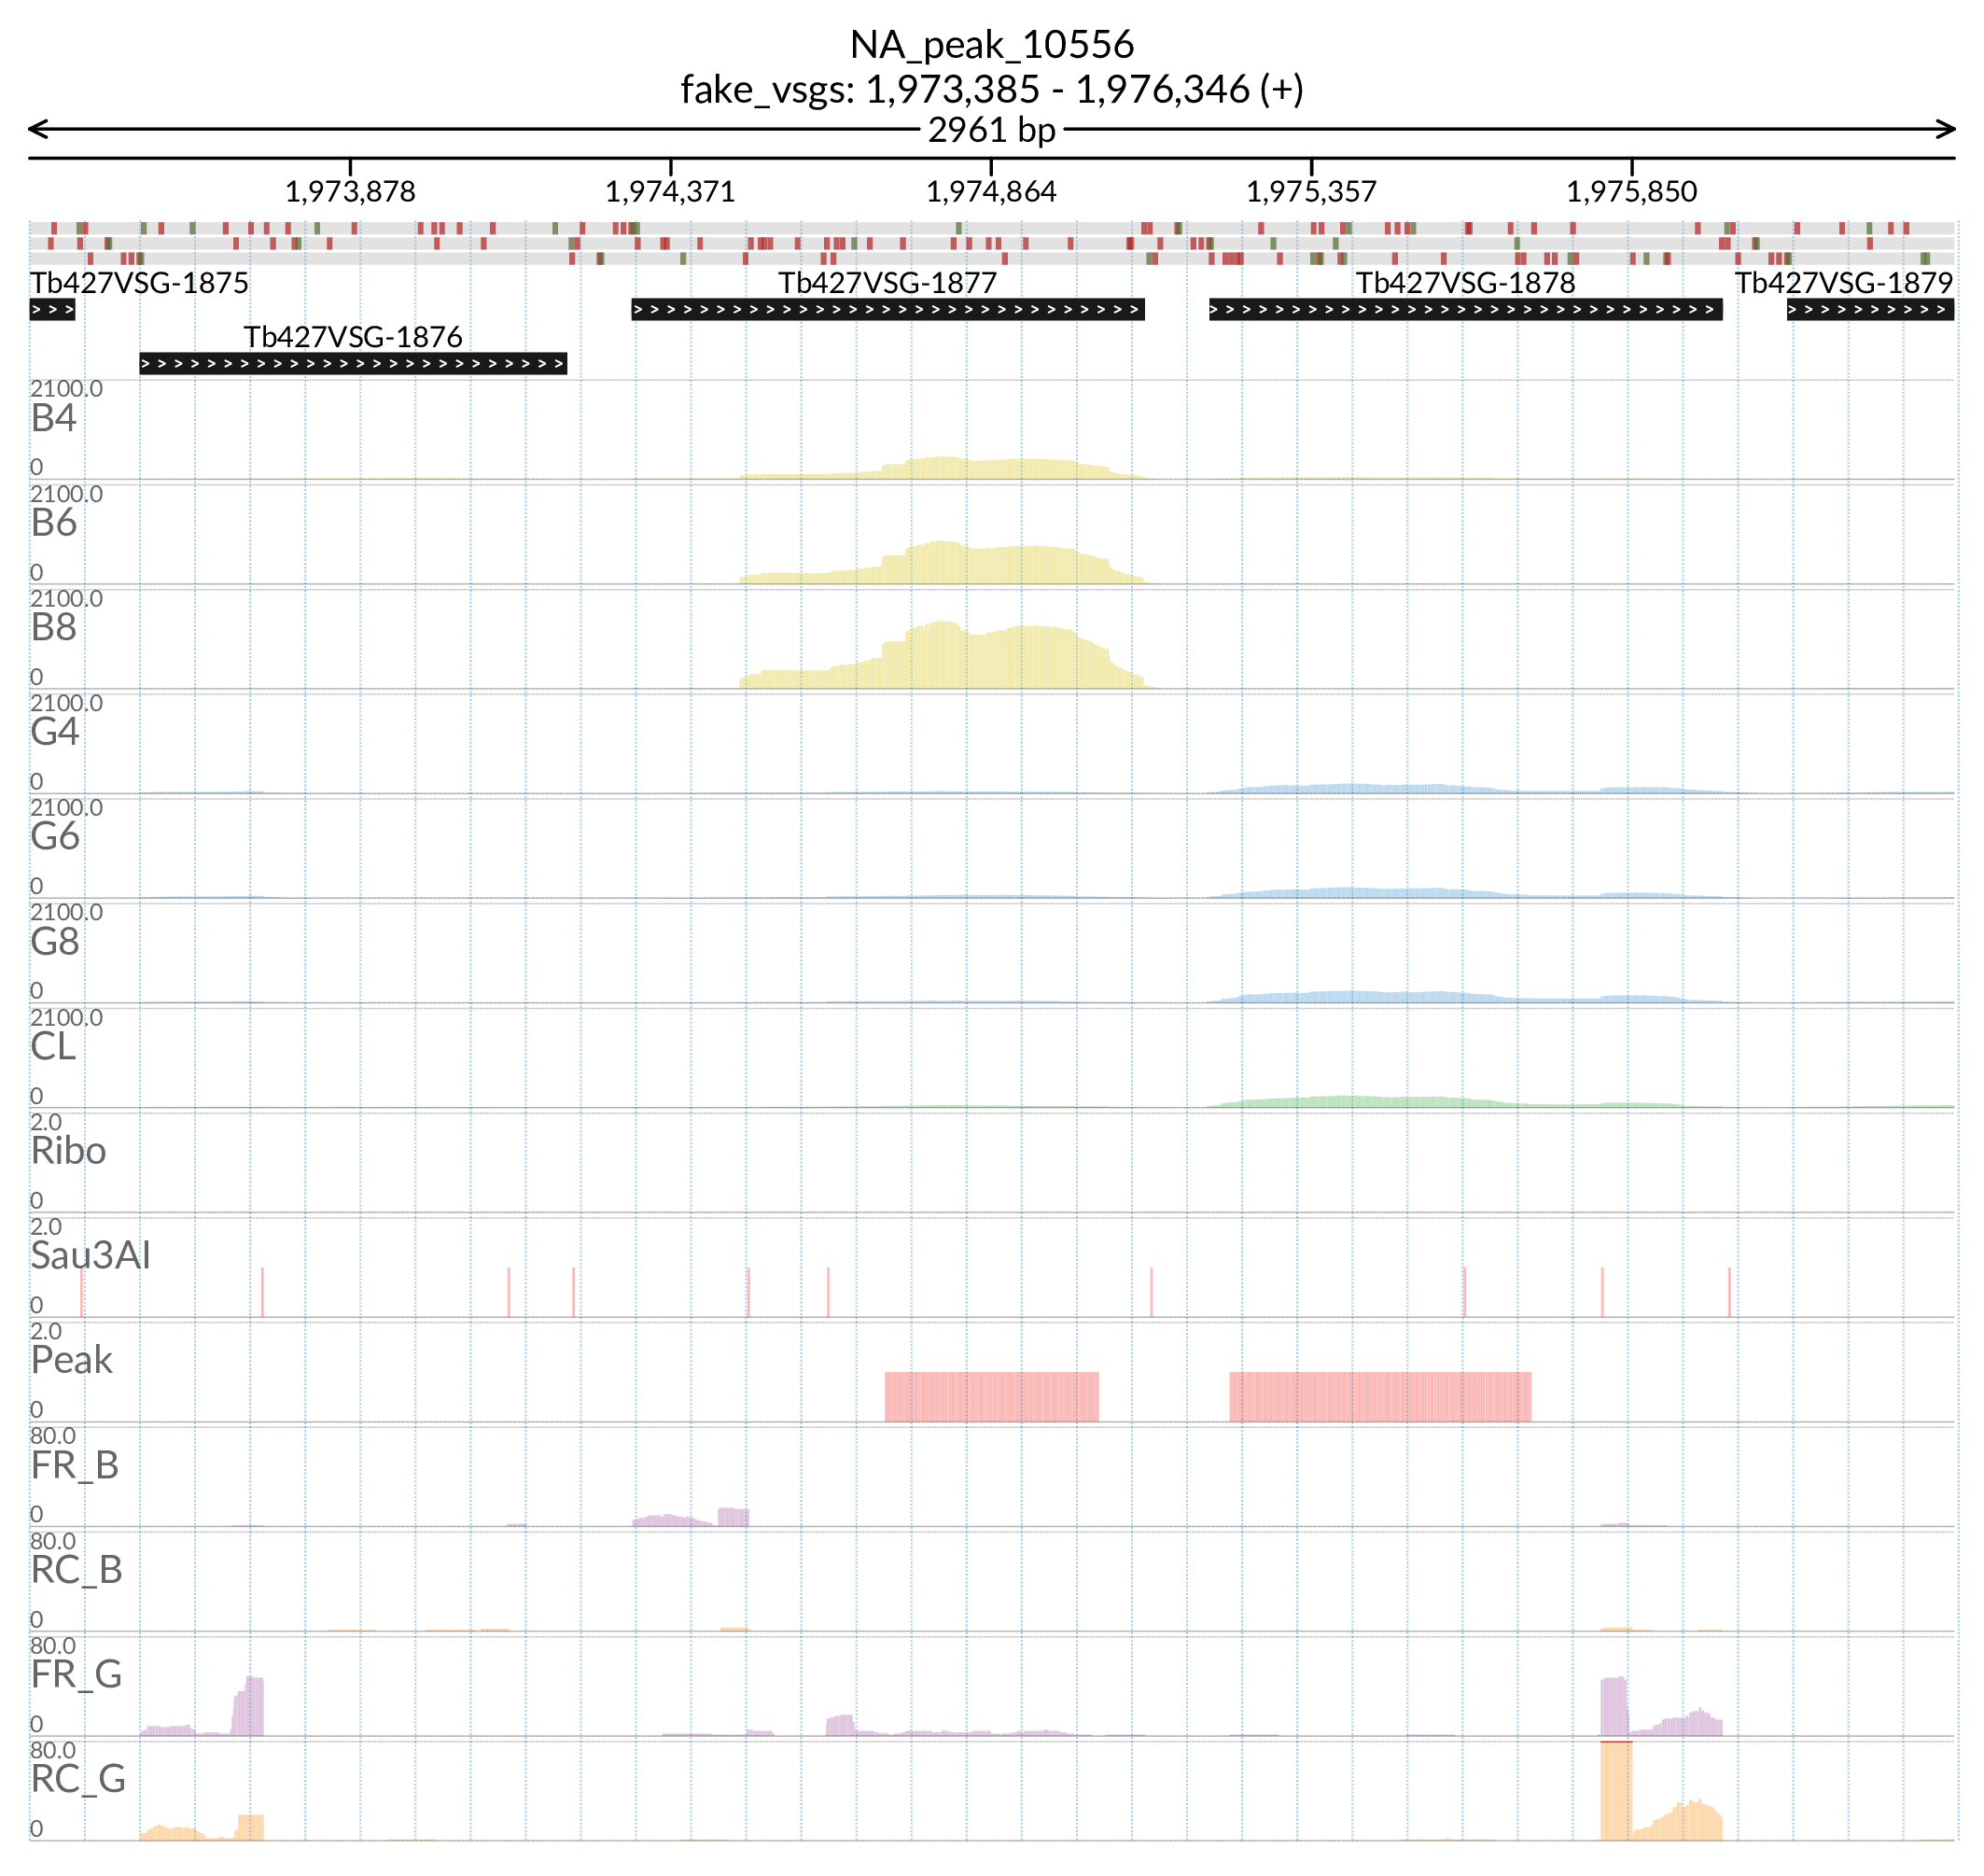 NA_peak_10556
fake_vsgs: 1,973,385 - 1,976,346 (+)
2961 bp
1,973,878 1,974,371 1,974,864 1,975,357 1,975,850
Tb427VSG-1875 Tb427VSG-1877 Tb427VSG-1878 Tb427VSG-1879
Tb427VSG-1876
2100.0
B4
0
2100.0
B6
0
2100.0
B8
0
2100.0
G4
0
2100.0
G6
0
2100.0
G8
0
2100.0
CL
0
2.0
Ribo
0
2.0
Sau3AI
0
2.0
Peak
0
80.0
FR_B
0
80.0
RC_B
0
80.0
FR_G
0
80.0
RC_G
0